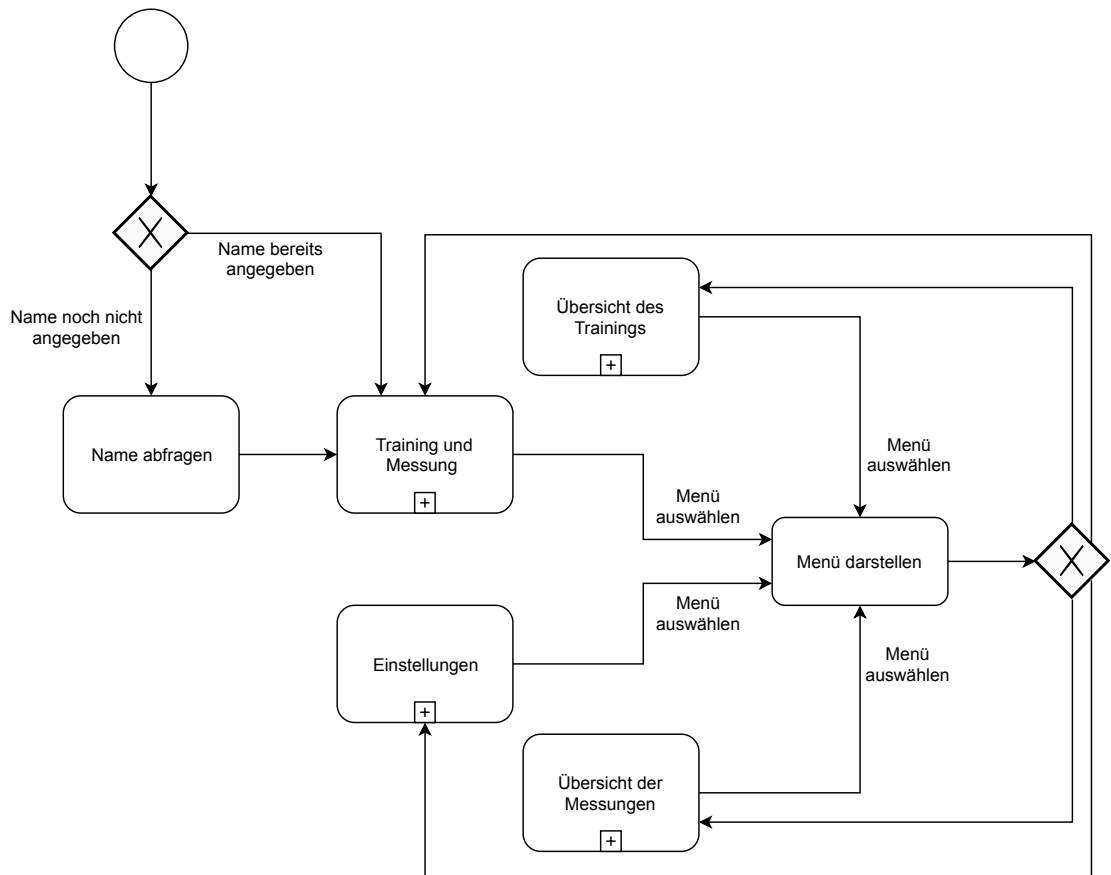 Name bereits
angegeben
Name noch nicht
angegeben
Übersicht des
Trainings
Name abfragen
Training und
Messung
Menü
auswählen
Menü
auswählen
Menü darstellen
Menü
auswählen
Einstellungen
Menü
auswählen
Übersicht der
Messungen